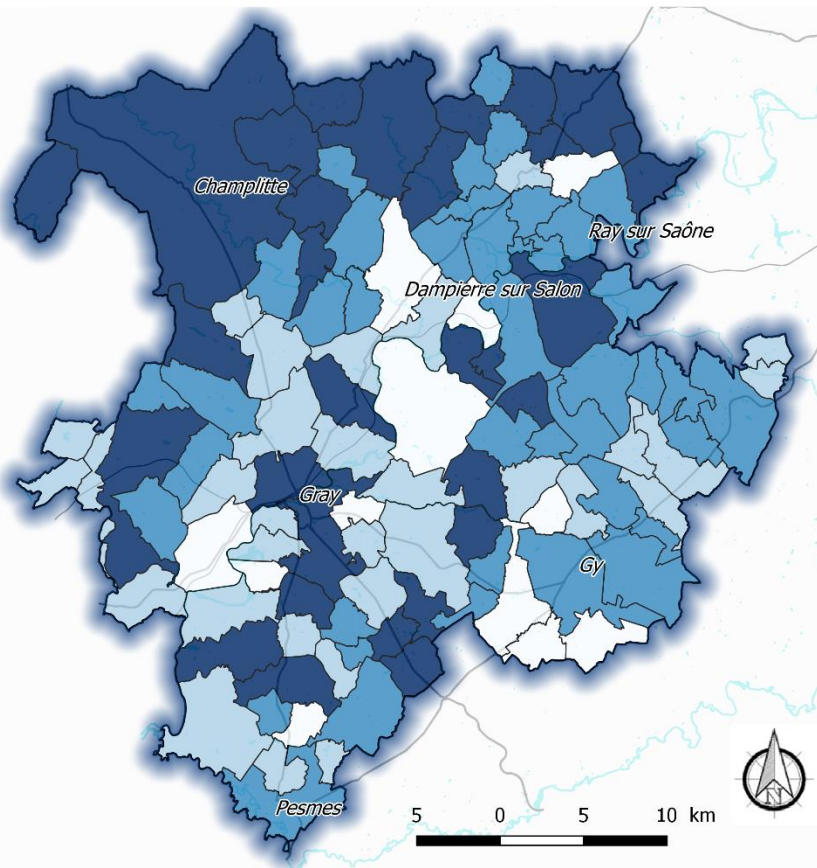 Champlitte
Ray sur Saône
Dampierre sur Salon
Gray
Gy
N
Pesmes
5 0 5 10 km